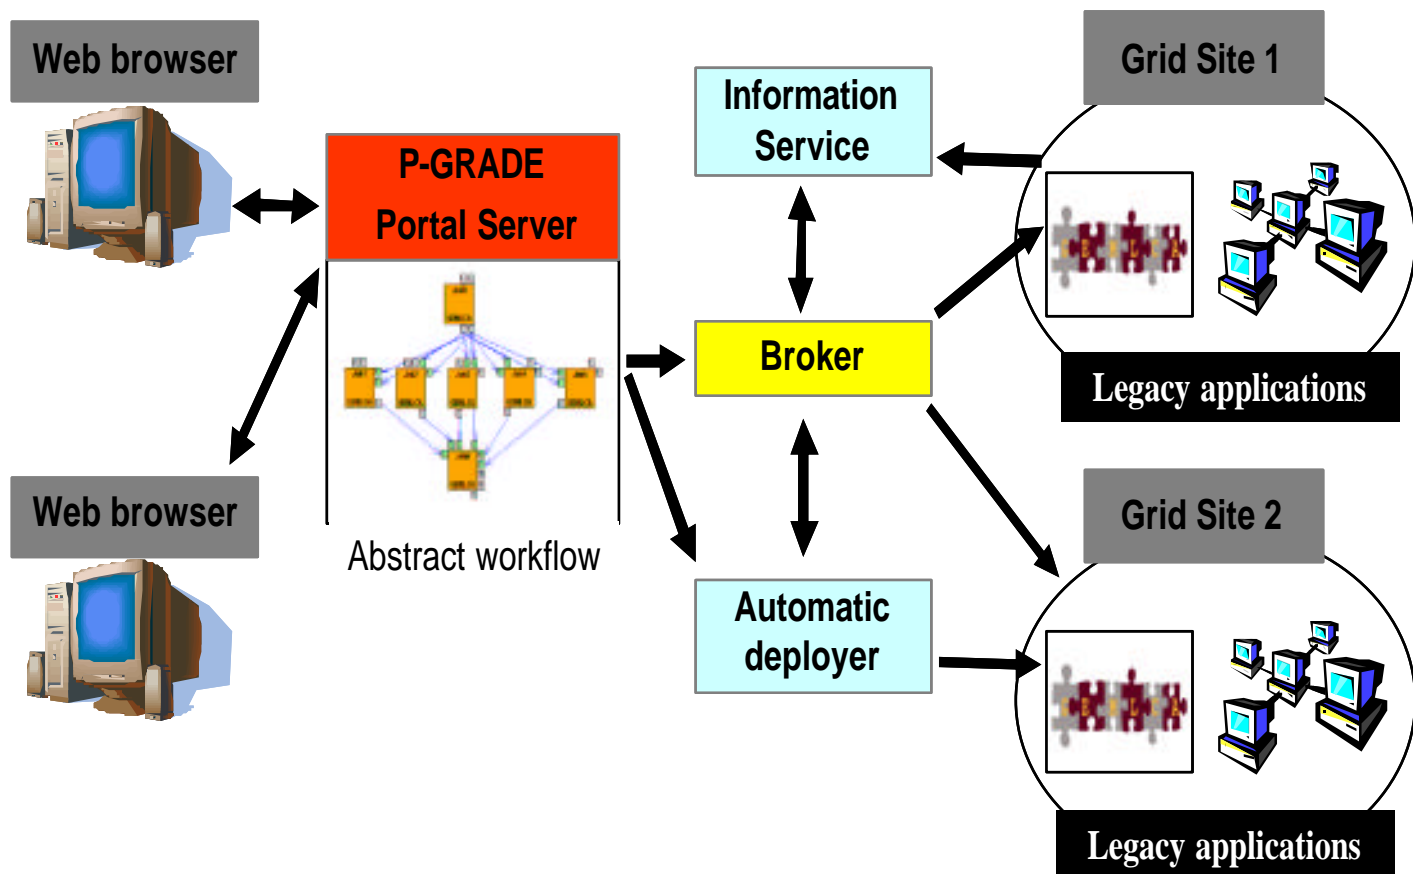 Web browser
P-GRADE
Portal Server
Abstract workflow
Web browser
Information
Service
Broker
Automatic
deployer
Grid Site 1
Legacy applications
Grid Site 2
Legacy applications